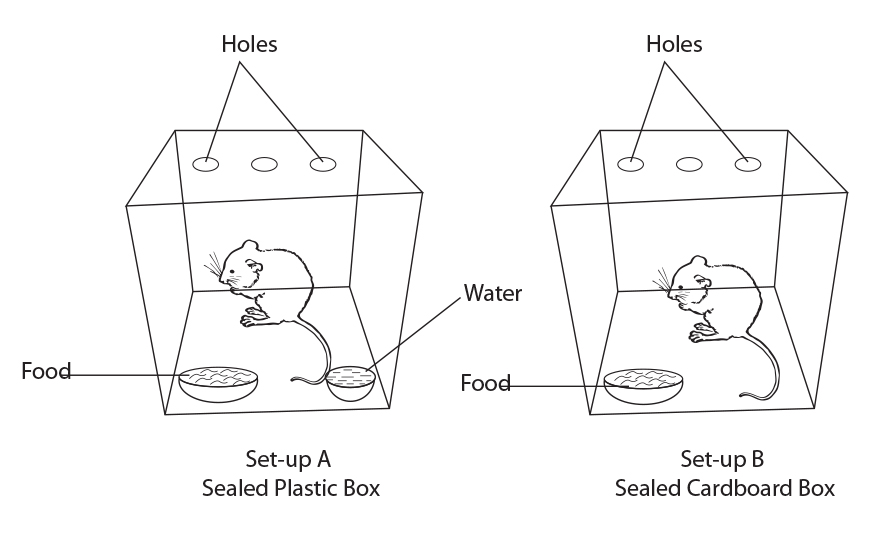 Holes
Holes
Water
Food
Food
Set-up A
Sealed Plastic Box
Set-up B
Sealed Cardboard Box